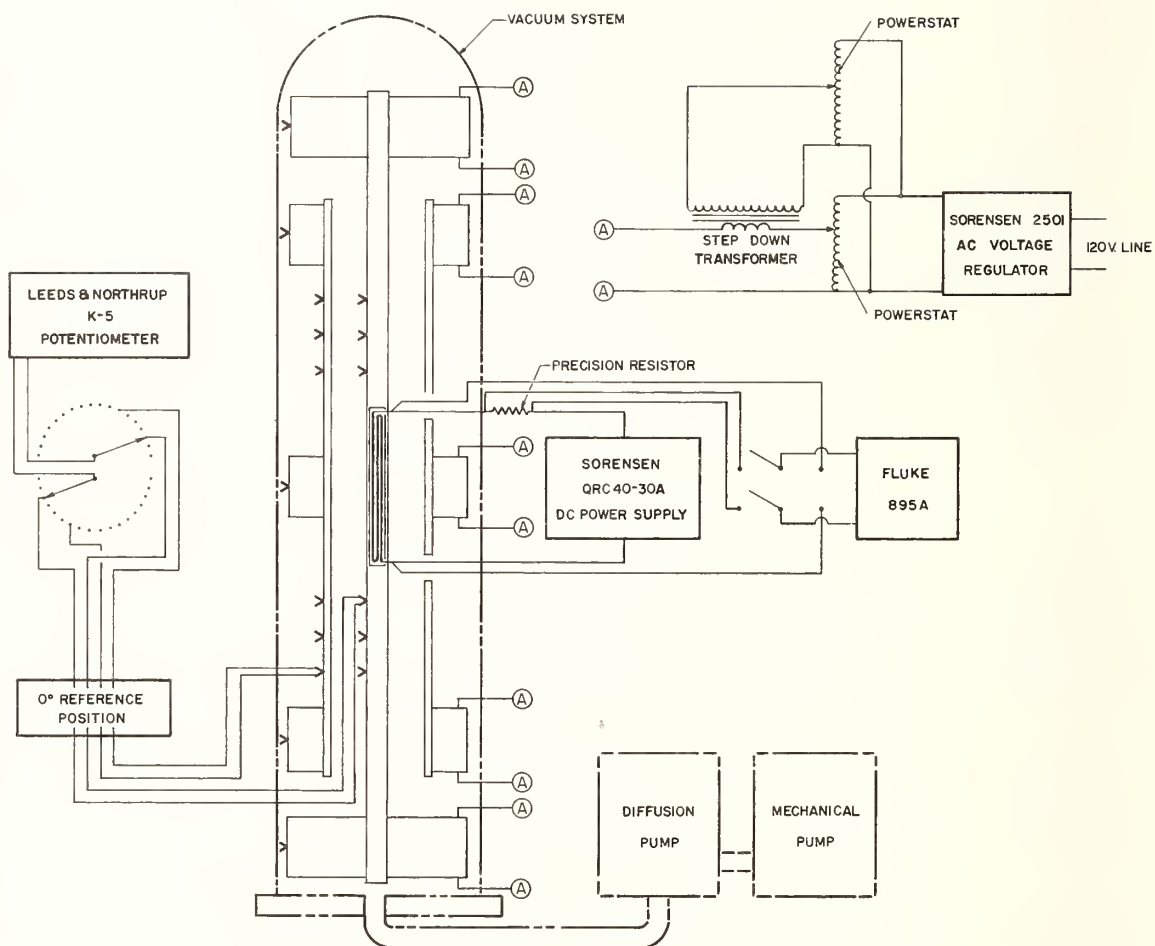 VACUUM SYSTEM
POWERSTAT
A
A
A
A
A
STEP DOWN
TRANSFORMER
SORENSEN 2501
AC VOLTAGE
REGULATOR
120V. LINE
A
POWERSTAT
LEEDS & NORTHRUP
K-5
POTENTIOMETER
PRECISION RESISTOR
A
A
SORENSEN
QRC 40-30A
DC POWER SUPPLY
FLUKE
895A
0° REFERENCE
POSITION
A
A
A
A
DIFFUSION
PUMP
MECHANICAL
PUMP